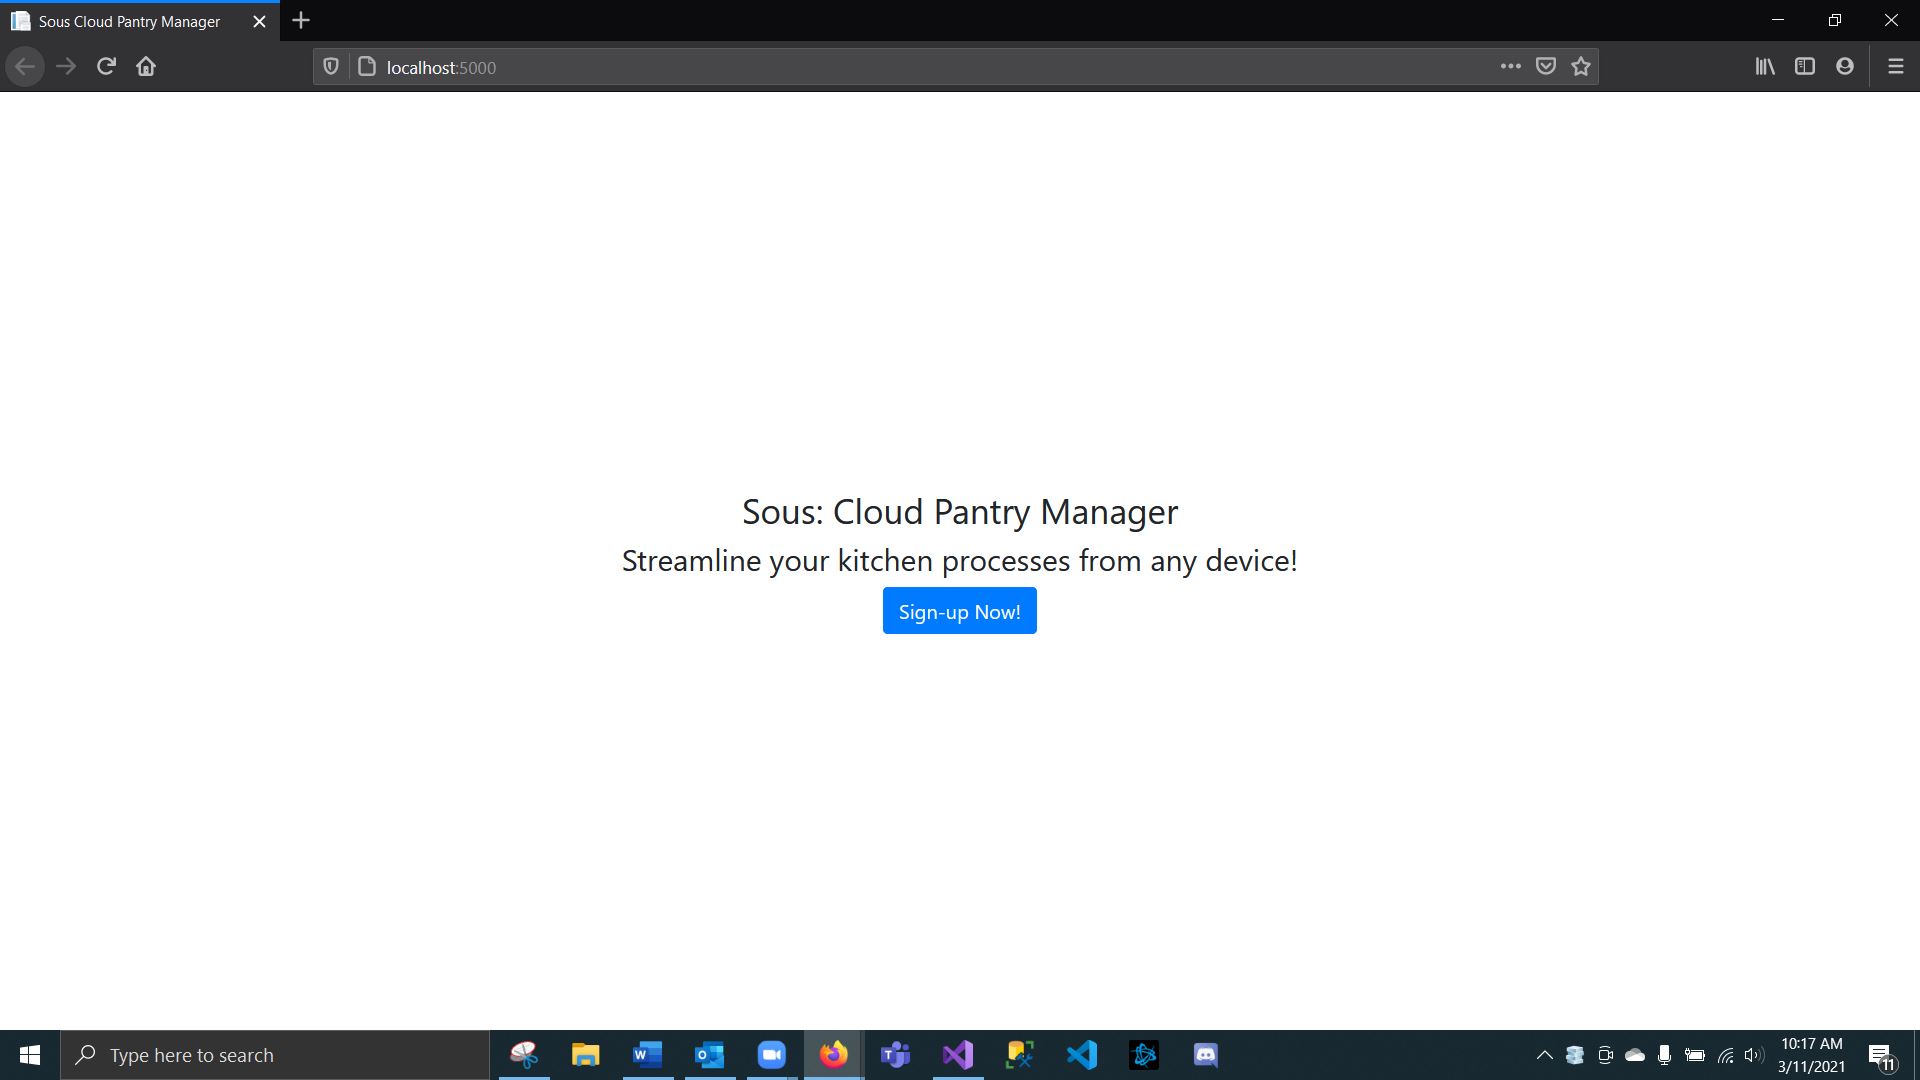 Sous Cloud Pantry Manager
localhost:5000
Sous: Cloud Pantry Manager
Streamline your kitchen processes from any device!
Sign-up Now!
Type here to search
10:17 AM
3/11/2021
11